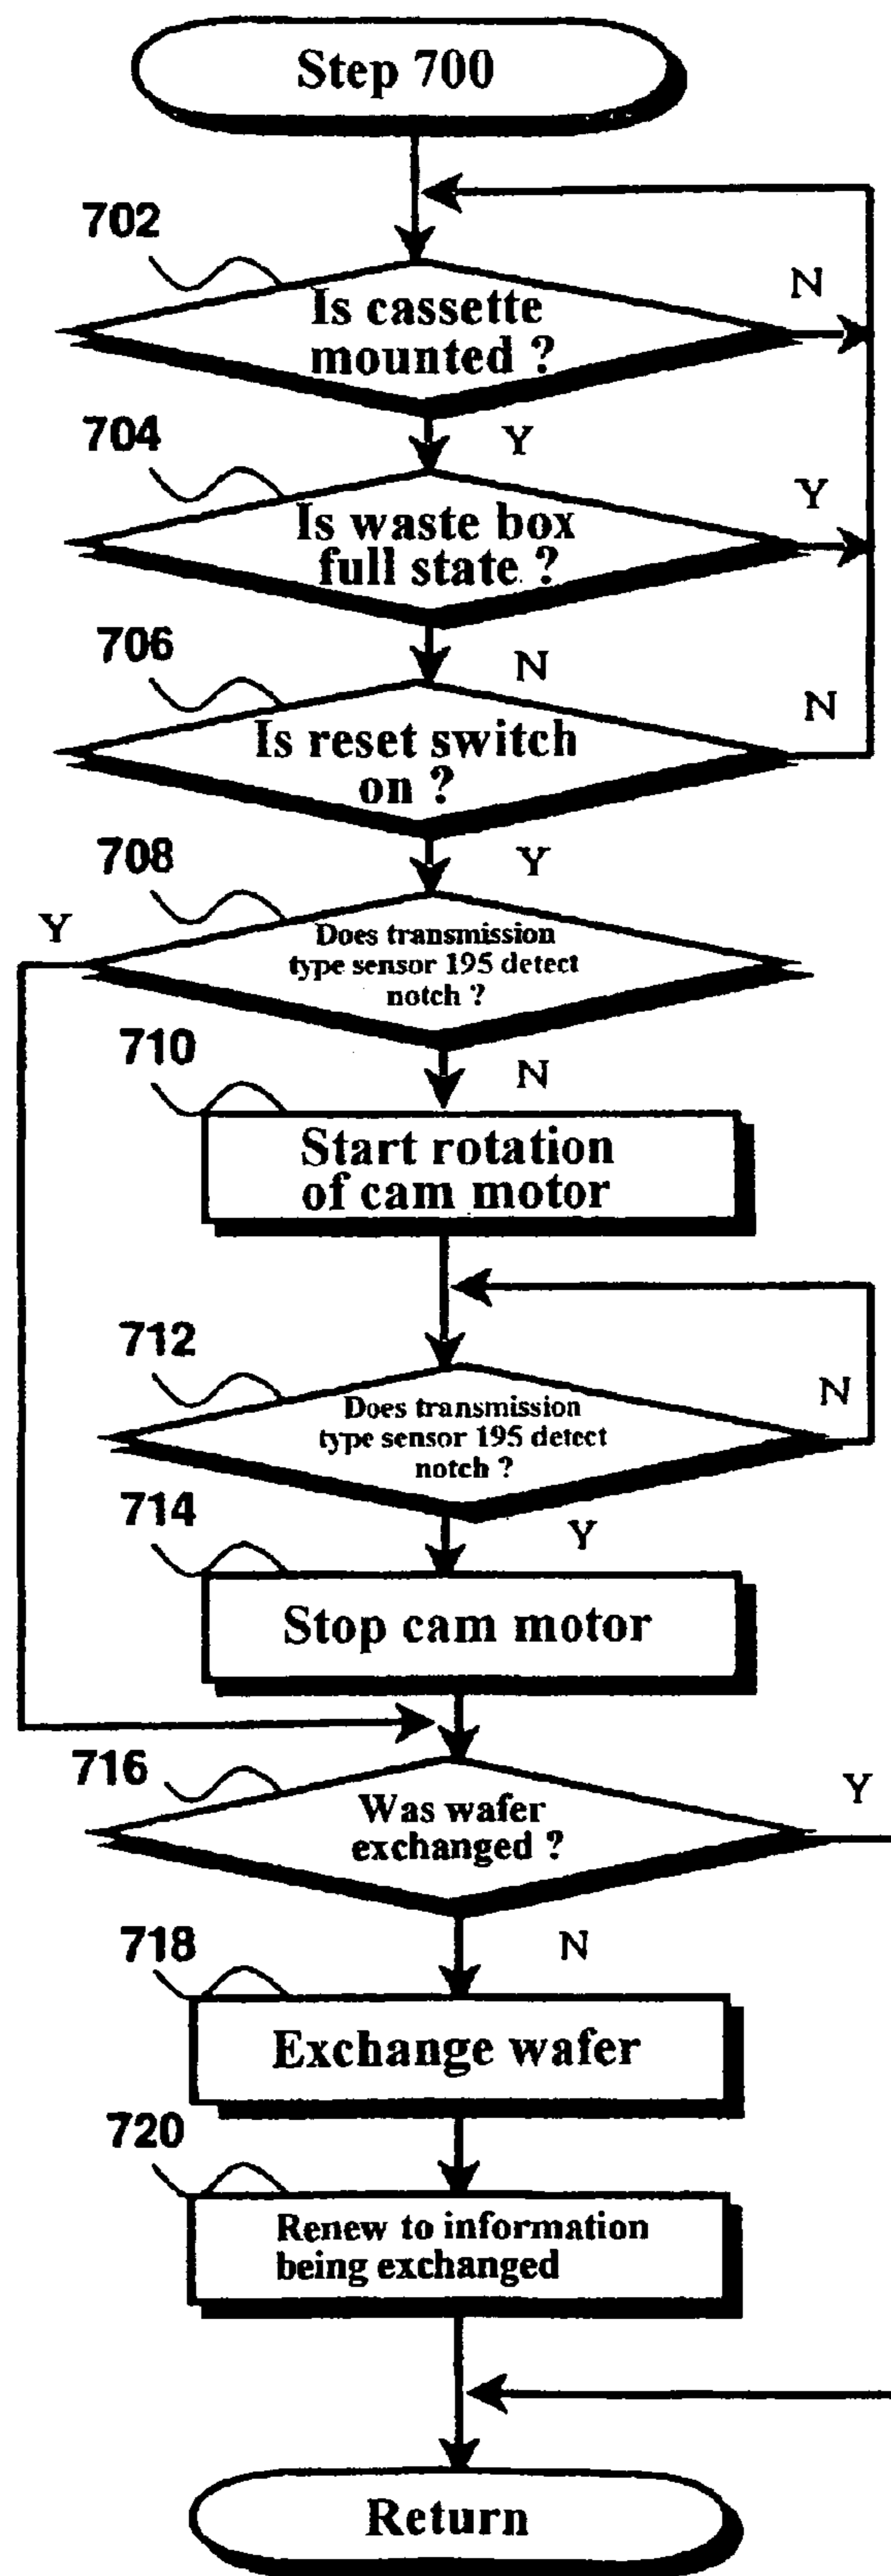 Step 700
702
Is cassette
mounted ?
N
Y
704
Is waste box
full state ?
Y
N
706
Is reset switch
on ?
N
Y
708
Does transmission
type sensor 195 detect
notch ?
Y
N
710
Start rotation
of cam motor
712
Does transmission
type sensor 195 detect
notch ?
N
Y
714
Stop cam motor
716
Was wafer
exchanged ?
Y
N
718
Exchange wafer
720
Renew to information
being exchanged
Return